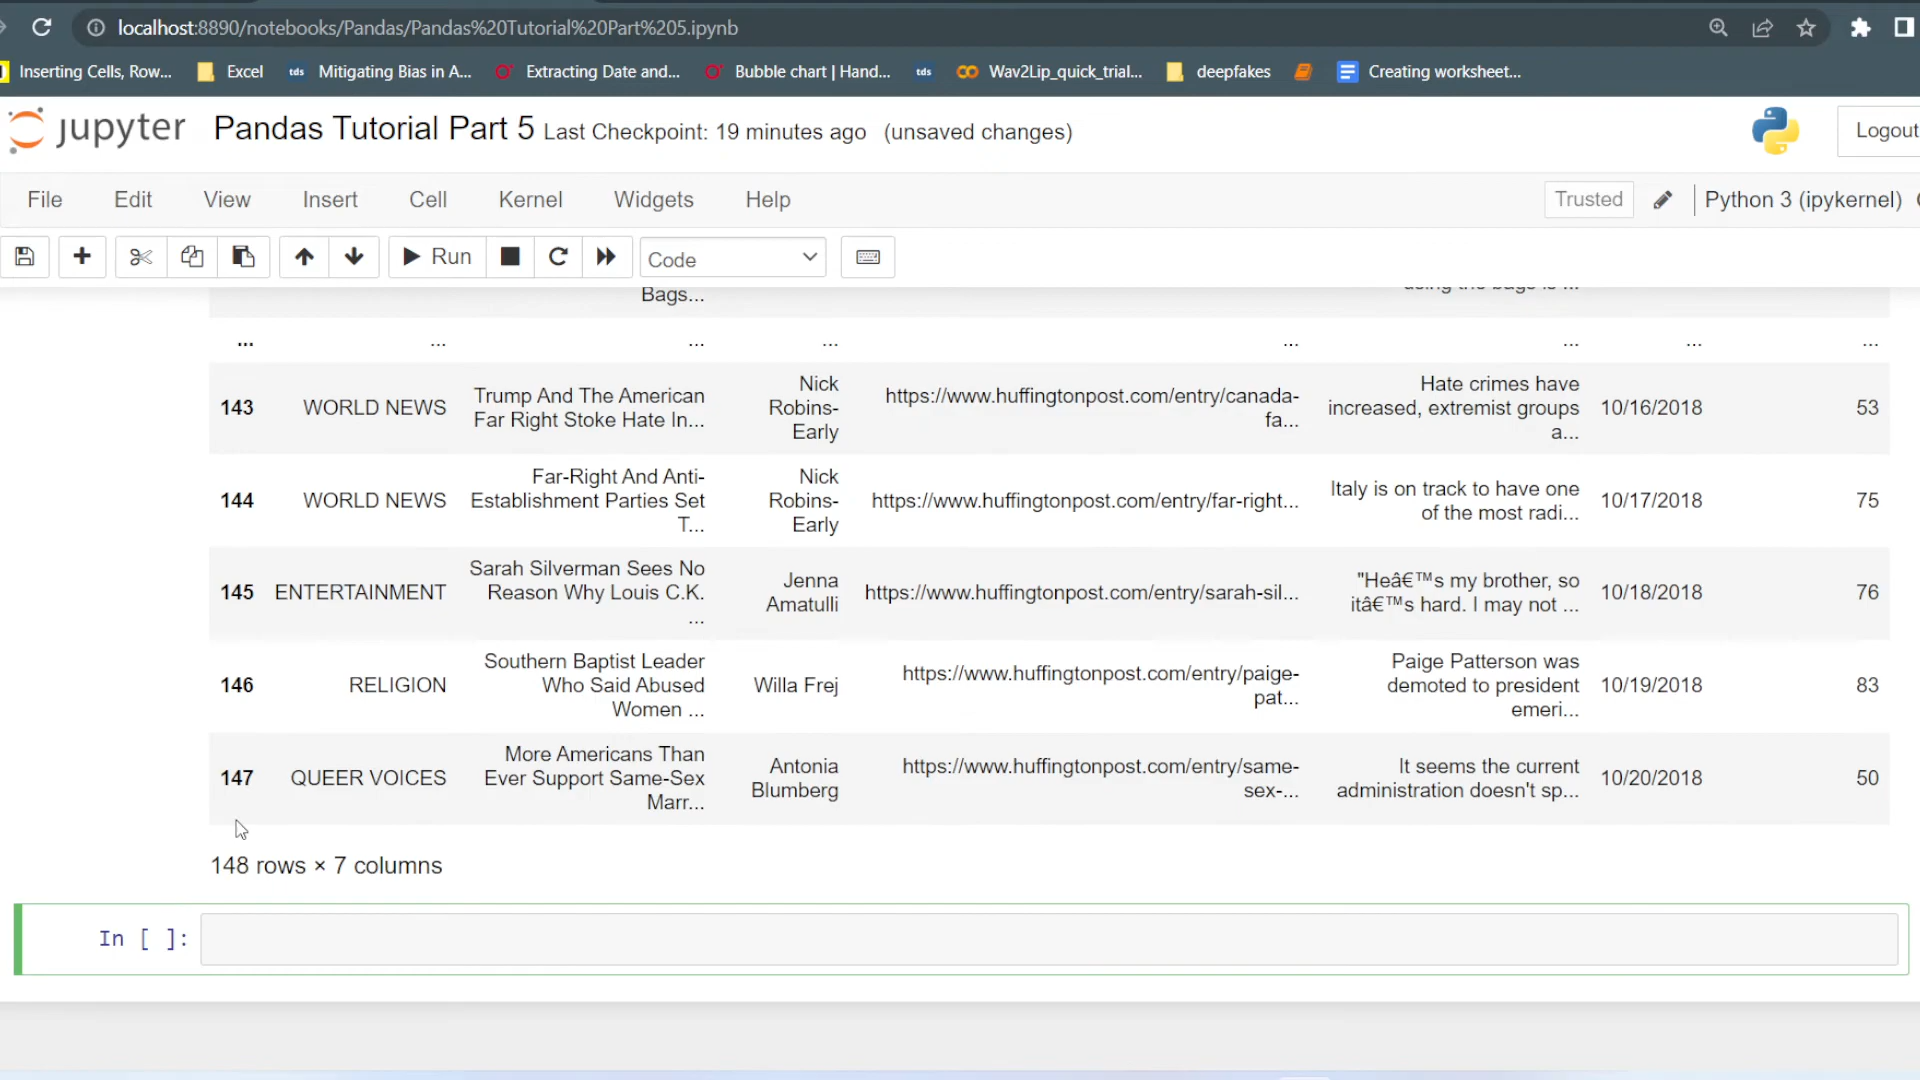 localhost:8890/notebooks/Pandas/Pandas%20Tutorial%20Part%205.ipynb
Inserting Cells, Row... Excel tds Mitigating Bias in A... Extracting Date and... Bubble chart | Hand... tds Wav2Lip_quick_trial... deepfakes Creating worksheet...
jupyter Pandas Tutorial Part 5 Last Checkpoint: 19 minutes ago (unsaved changes) Logout
File Edit View Insert Cell Kernel Widgets Help Trusted Python 3 (ipykernel)
Run Code
Bags...
... ... ... ... ... ... ... ...
143 WORLD NEWS Trump And The American Far Right Stoke Hate In... Nick Robins-Early https://www.huffingtonpost.com/entry/canada-fa... Hate crimes have increased, extremist groups a... 10/16/2018 53
144 WORLD NEWS Far-Right And Anti-Establishment Parties Set T... Nick Robins-Early https://www.huffingtonpost.com/entry/far-right... Italy is on track to have one of the most radi... 10/17/2018 75
145 ENTERTAINMENT Sarah Silverman Sees No Reason Why Louis C.K. ... Jenna Amatulli https://www.huffingtonpost.com/entry/sarah-sil... "Heâ€™s my brother, so itâ€™s hard. I may not ... 10/18/2018 76
146 RELIGION Southern Baptist Leader Who Said Abused Women ... Willa Frej https://www.huffingtonpost.com/entry/paige-pat... Paige Patterson was demoted to president emeri... 10/19/2018 83
147 QUEER VOICES More Americans Than Ever Support Same-Sex Marr... Antonia Blumberg https://www.huffingtonpost.com/entry/same-sex-... It seems the current administration doesn't sp... 10/20/2018 50
148 rows × 7 columns
In [ ]: